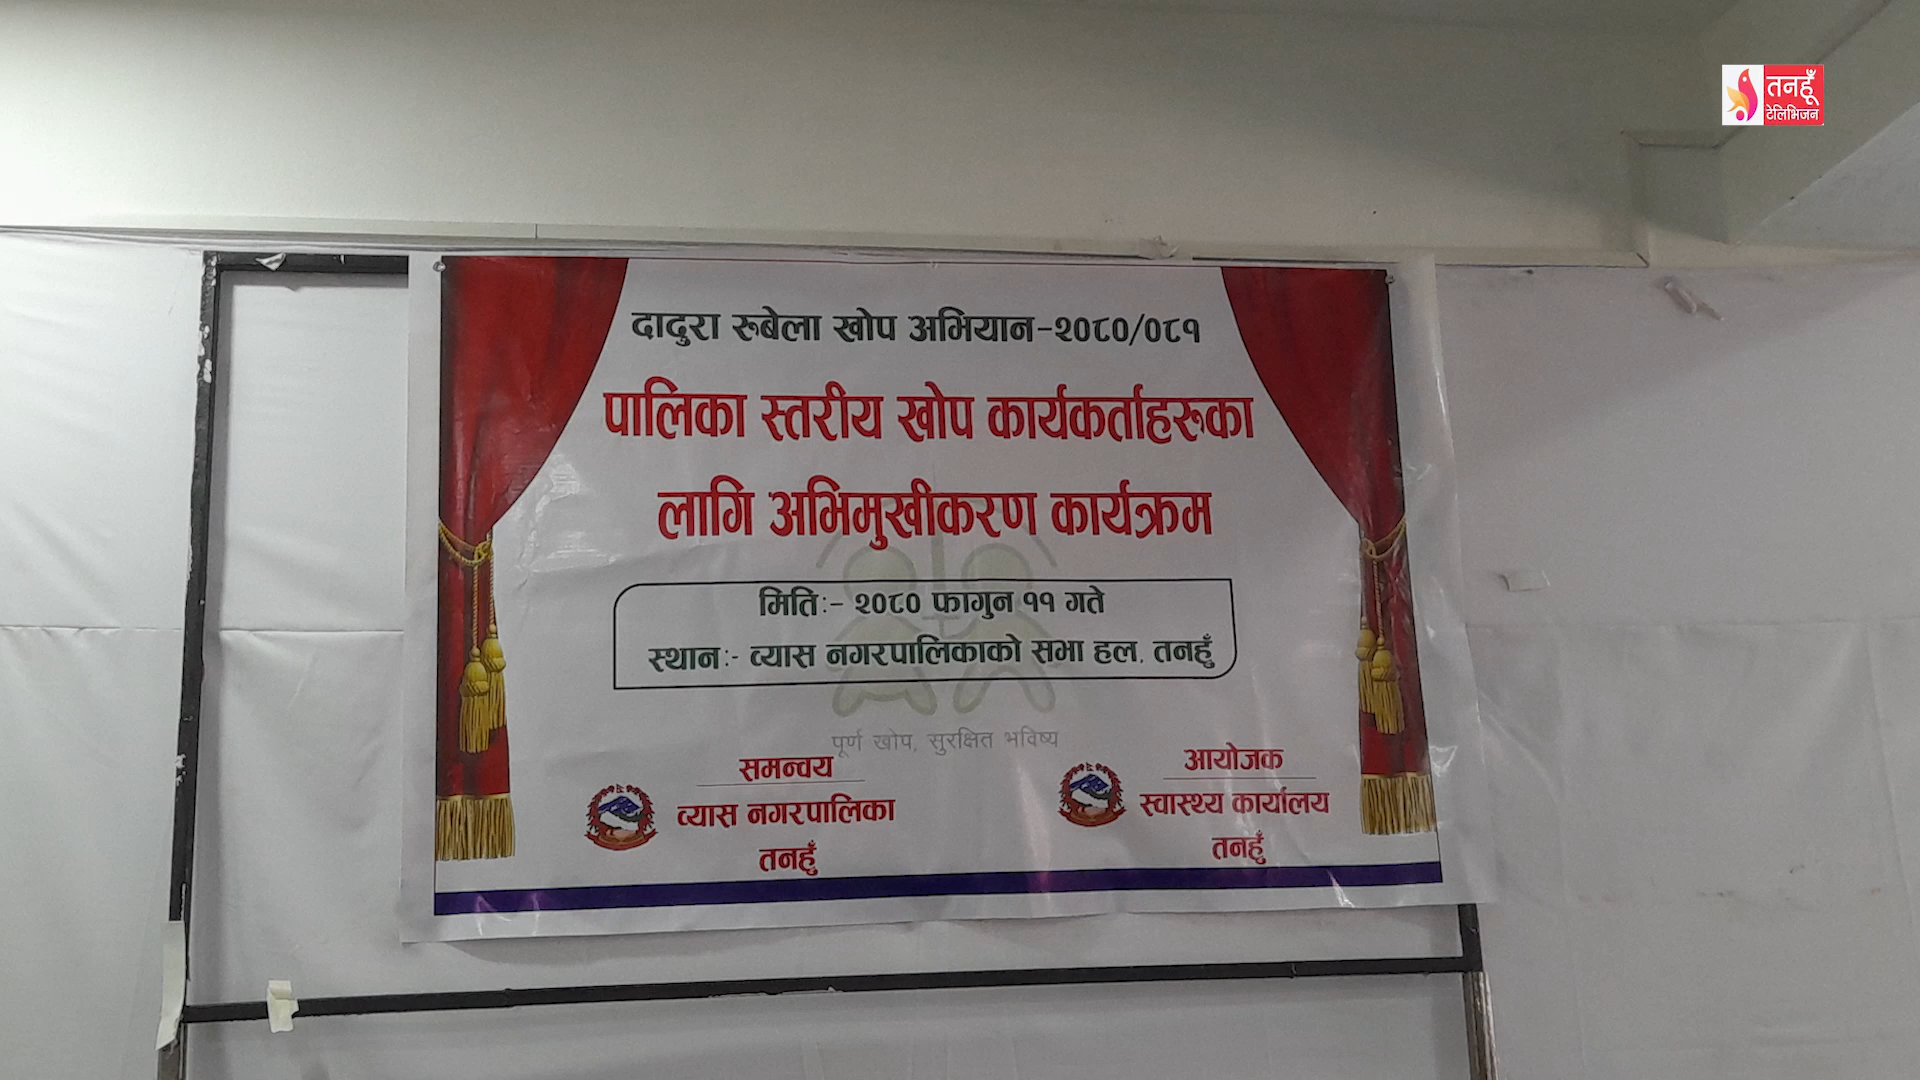 तनहूँ
टेलिभिजन
दादुरा रुबेला खोप अभियान-२०८०/०८१
पालिका स्तरीय खोप कार्यकर्ताहरुका
लागि अभिमुखीकरण कार्यक्रम
मिति:- २०८० फागुन ११ गते
स्थान:- व्यास नगरपालिकाको सभा हल, तनहुँ
पूर्ण खोप, सुरक्षित भविष्य
समन्वय
व्यास नगरपालिका
तनहुँ
आयोजक
स्वास्थ्य कार्यालय
तनहुँ